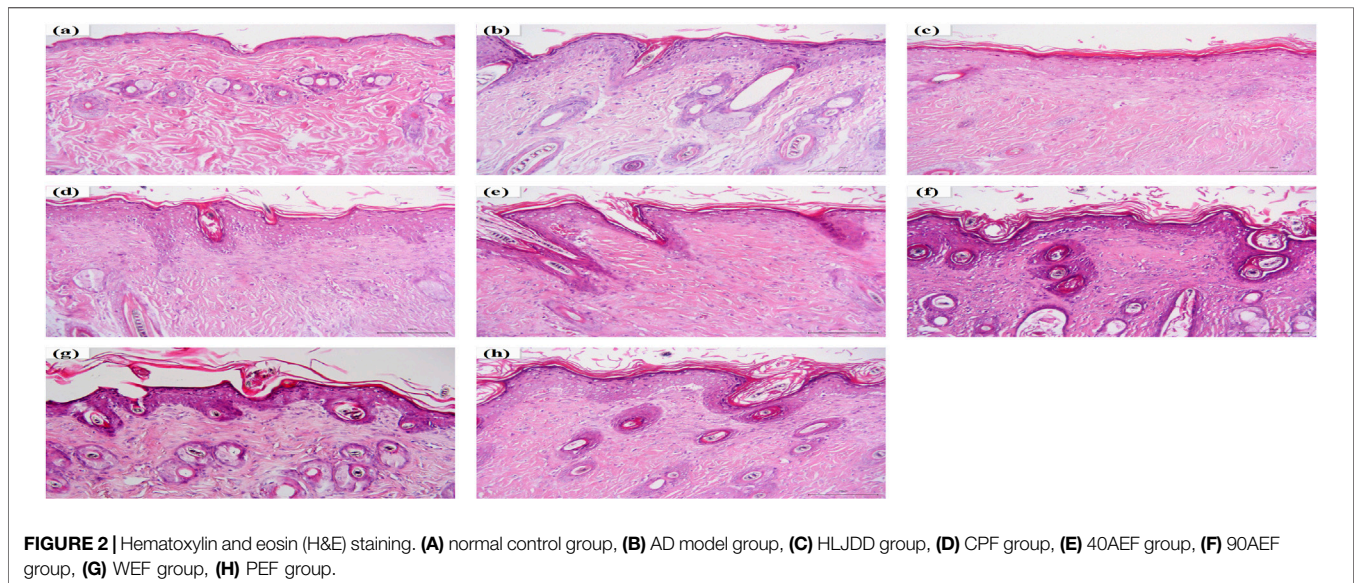 (a)
(b)
(c)
(d)
(e)
(f)
(g)
(h)
FIGURE 2 | Hematoxylin and eosin (H&E) staining. (A) normal control group, (B) AD model group, (C) HLJDD group, (D) CPF group, (E) 40AEF group, (F) 90AEF
group, (G) WEF group, (H) PEF group.